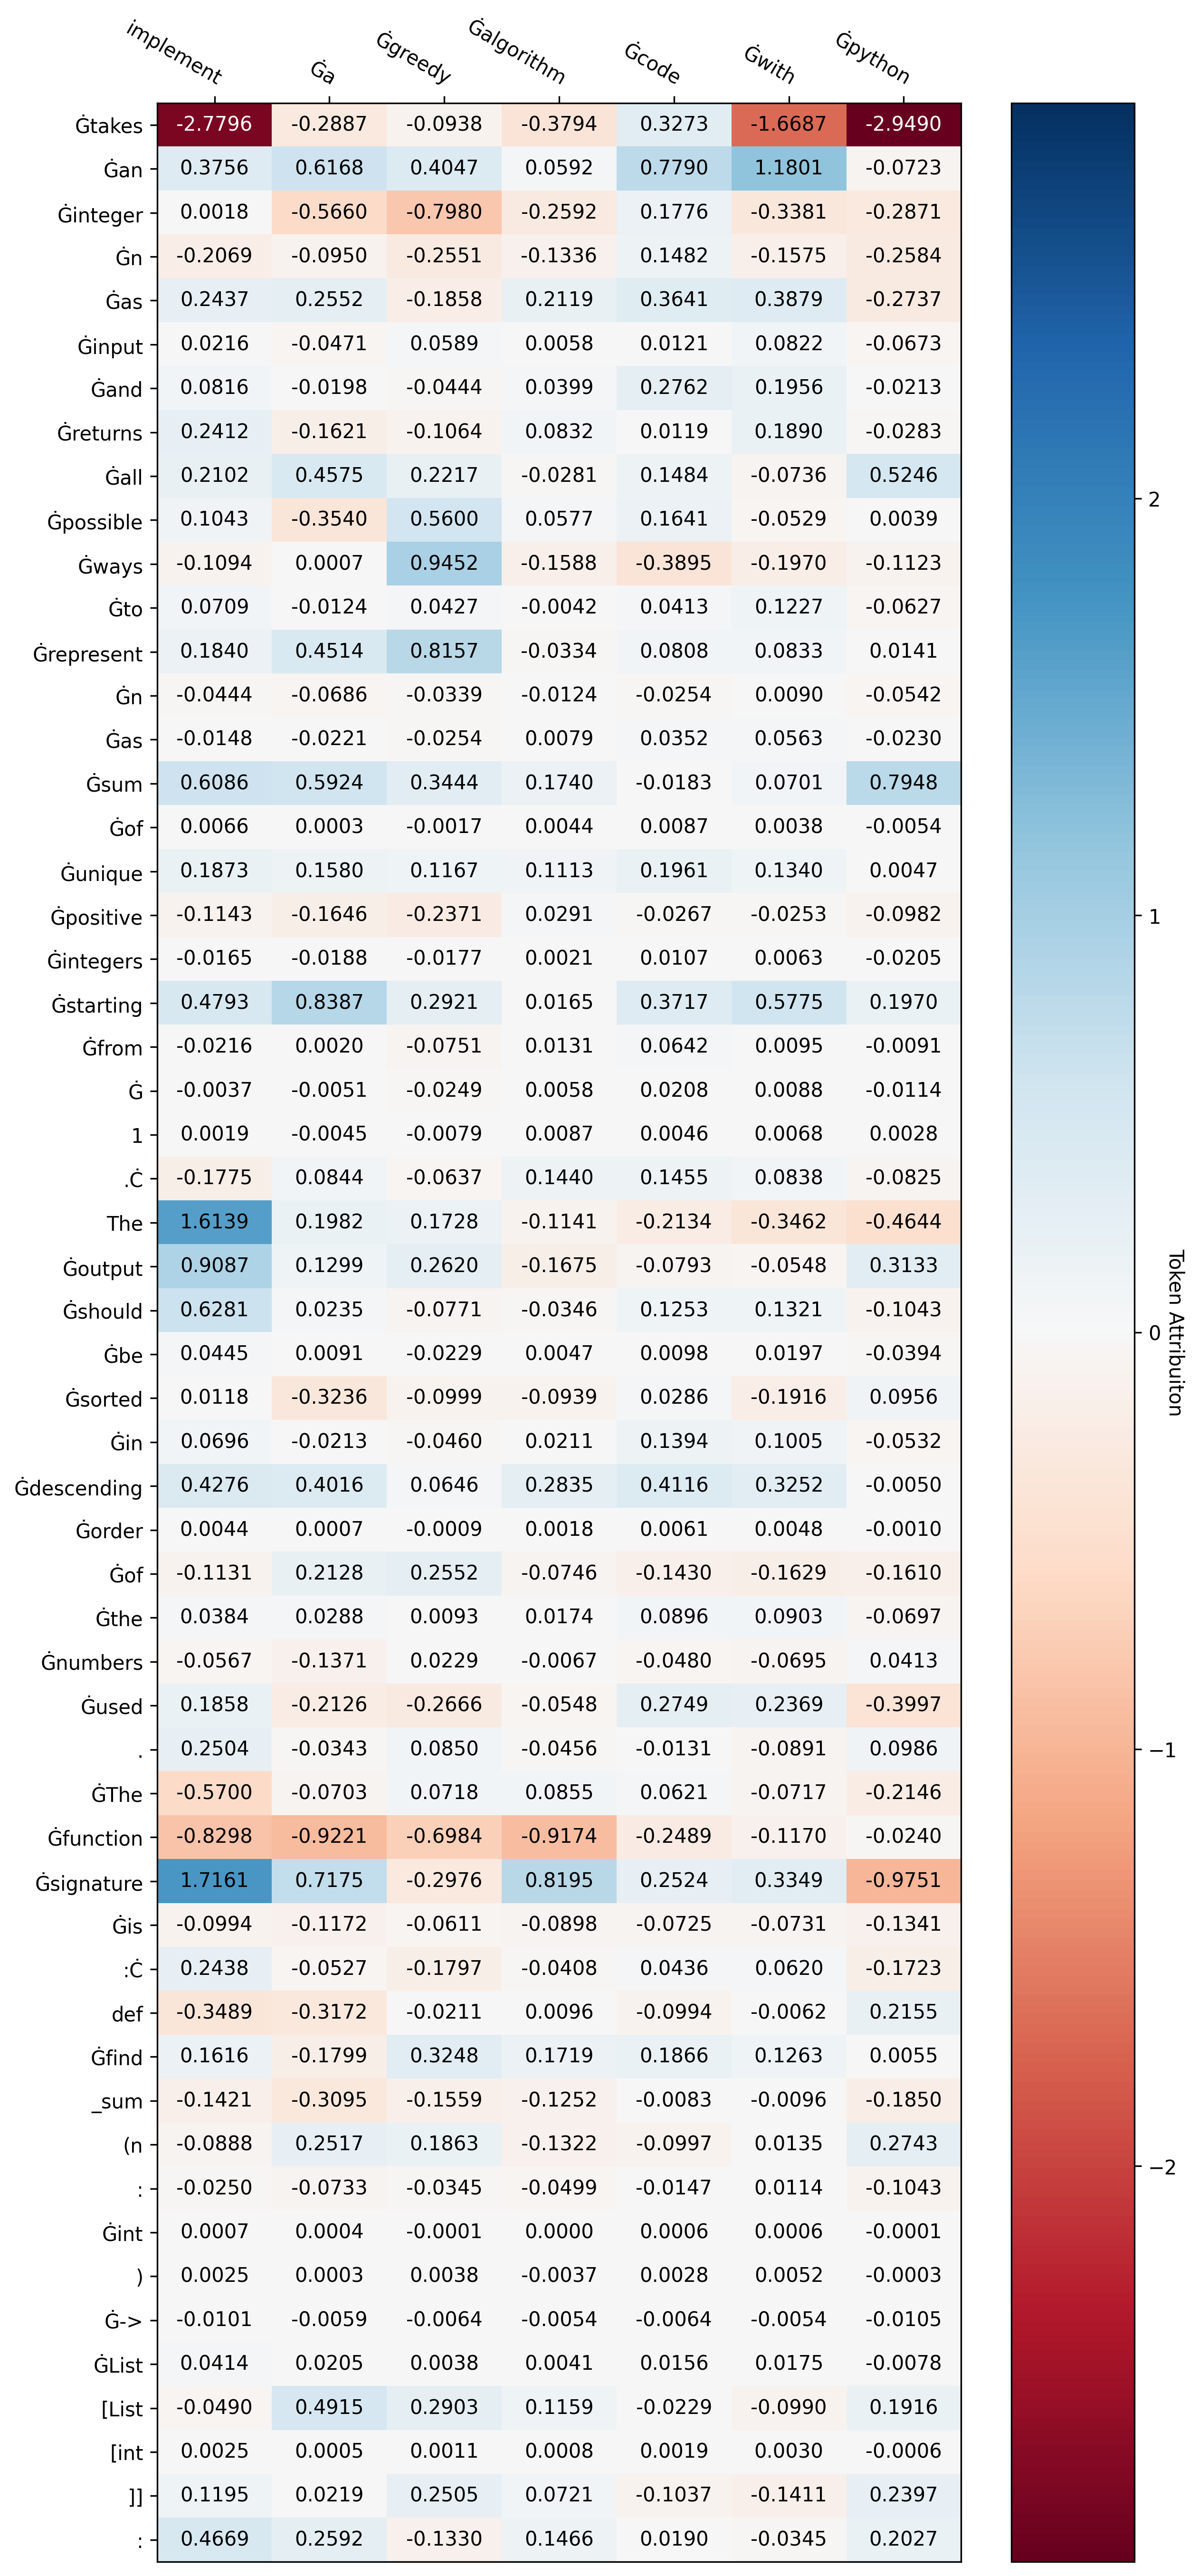 implement Ġa Ġgreedy Ġalgorithm Ġcode Ġwith Ġpython
Ġtakes -2.7796 -0.2887 -0.0938 -0.3794 0.3273 -1.6687 -2.9490
Ġan 0.3756 0.6168 0.4047 0.0592 0.7790 1.1801 -0.0723
Ġinteger 0.0018 -0.5660 -0.7980 -0.2592 0.1776 -0.3381 -0.2871
Ġn -0.2069 -0.0950 -0.2551 -0.1336 0.1482 -0.1575 -0.2584
Ġas 0.2437 0.2552 -0.1858 0.2119 0.3641 0.3879 -0.2737
Ġinput 0.0216 -0.0471 0.0589 0.0058 0.0121 0.0822 -0.0673
Ġand 0.0816 -0.0198 -0.0444 0.0399 0.2762 0.1956 -0.0213
Ġreturns 0.2412 -0.1621 -0.1064 0.0832 0.0119 0.1890 -0.0283
Ġall 0.2102 0.4575 0.2217 -0.0281 0.1484 -0.0736 0.5246
Ġpossible 0.1043 -0.3540 0.5600 0.0577 0.1641 -0.0529 0.0039
Ġways -0.1094 0.0007 0.9452 -0.1588 -0.3895 -0.1970 -0.1123
Ġto 0.0709 -0.0124 0.0427 -0.0042 0.0413 0.1227 -0.0627
Ġrepresent 0.1840 0.4514 0.8157 -0.0334 0.0808 0.0833 0.0141
Ġn -0.0444 -0.0686 -0.0339 -0.0124 -0.0254 0.0090 -0.0542
Ġas -0.0148 -0.0221 -0.0254 0.0079 0.0352 0.0563 -0.0230
Ġsum 0.6086 0.5924 0.3444 0.1740 -0.0183 0.0701 0.7948
Ġof 0.0066 0.0003 -0.0017 0.0044 0.0087 0.0038 -0.0054
Ġunique 0.1873 0.1580 0.1167 0.1113 0.1961 0.1340 0.0047
Ġpositive -0.1143 -0.1646 -0.2371 0.0291 -0.0267 -0.0253 -0.0982
Ġintegers -0.0165 -0.0188 -0.0177 0.0021 0.0107 0.0063 -0.0205
Ġstarting 0.4793 0.8387 0.2921 0.0165 0.3717 0.5775 0.1970
Ġfrom -0.0216 0.0020 -0.0751 0.0131 0.0642 0.0095 -0.0091
Ġ -0.0037 -0.0051 -0.0249 0.0058 0.0208 0.0088 -0.0114
1 0.0019 -0.0045 -0.0079 0.0087 0.0046 0.0068 0.0028
.Ċ -0.1775 0.0844 -0.0637 0.1440 0.1455 0.0838 -0.0825
The 1.6139 0.1982 0.1728 -0.1141 -0.2134 -0.3462 -0.4644
Ġoutput 0.9087 0.1299 0.2620 -0.1675 -0.0793 -0.0548 0.3133
Ġshould 0.6281 0.0235 -0.0771 -0.0346 0.1253 0.1321 -0.1043
Ġbe 0.0445 0.0091 -0.0229 0.0047 0.0098 0.0197 -0.0394
Ġsorted 0.0118 -0.3236 -0.0999 -0.0939 0.0286 -0.1916 0.0956
Ġin 0.0696 -0.0213 -0.0460 0.0211 0.1394 0.1005 -0.0532
Ġdescending 0.4276 0.4016 0.0646 0.2835 0.4116 0.3252 -0.0050
Ġorder 0.0044 0.0007 -0.0009 0.0018 0.0061 0.0048 -0.0010
Ġof -0.1131 0.2128 0.2552 -0.0746 -0.1430 -0.1629 -0.1610
Ġthe 0.0384 0.0288 0.0093 0.0174 0.0896 0.0903 -0.0697
Ġnumbers -0.0567 -0.1371 0.0229 -0.0067 -0.0480 -0.0695 0.0413
Ġused 0.1858 -0.2126 -0.2666 -0.0548 0.2749 0.2369 -0.3997
. 0.2504 -0.0343 0.0850 -0.0456 -0.0131 -0.0891 0.0986
ĠThe -0.5700 -0.0703 0.0718 0.0855 0.0621 -0.0717 -0.2146
Ġfunction -0.8298 -0.9221 -0.6984 -0.9174 -0.2489 -0.1170 -0.0240
Ġsignature 1.7161 0.7175 -0.2976 0.8195 0.2524 0.3349 -0.9751
Ġis -0.0994 -0.1172 -0.0611 -0.0898 -0.0725 -0.0731 -0.1341
:Ċ 0.2438 -0.0527 -0.1797 -0.0408 0.0436 0.0620 -0.1723
def -0.3489 -0.3172 -0.0211 0.0096 -0.0994 -0.0062 0.2155
Ġfind 0.1616 -0.1799 0.3248 0.1719 0.1866 0.1263 0.0055
_sum -0.1421 -0.3095 -0.1559 -0.1252 -0.0083 -0.0096 -0.1850
(n -0.0888 0.2517 0.1863 -0.1322 -0.0997 0.0135 0.2743
: -0.0250 -0.0733 -0.0345 -0.0499 -0.0147 0.0114 -0.1043
Ġint 0.0007 0.0004 -0.0001 0.0000 0.0006 0.0006 -0.0001
) 0.0025 0.0003 0.0038 -0.0037 0.0028 0.0052 -0.0003
Ġ-> -0.0101 -0.0059 -0.0064 -0.0054 -0.0064 -0.0054 -0.0105
ĠList 0.0414 0.0205 0.0038 0.0041 0.0156 0.0175 -0.0078
[List -0.0490 0.4915 0.2903 0.1159 -0.0229 -0.0990 0.1916
[int 0.0025 0.0005 0.0011 0.0008 0.0019 0.0030 -0.0006
]] 0.1195 0.0219 0.2505 0.0721 -0.1037 -0.1411 0.2397
: 0.4669 0.2592 -0.1330 0.1466 0.0190 -0.0345 0.2027
2
1
0
−1
−2
Token Attribuiton